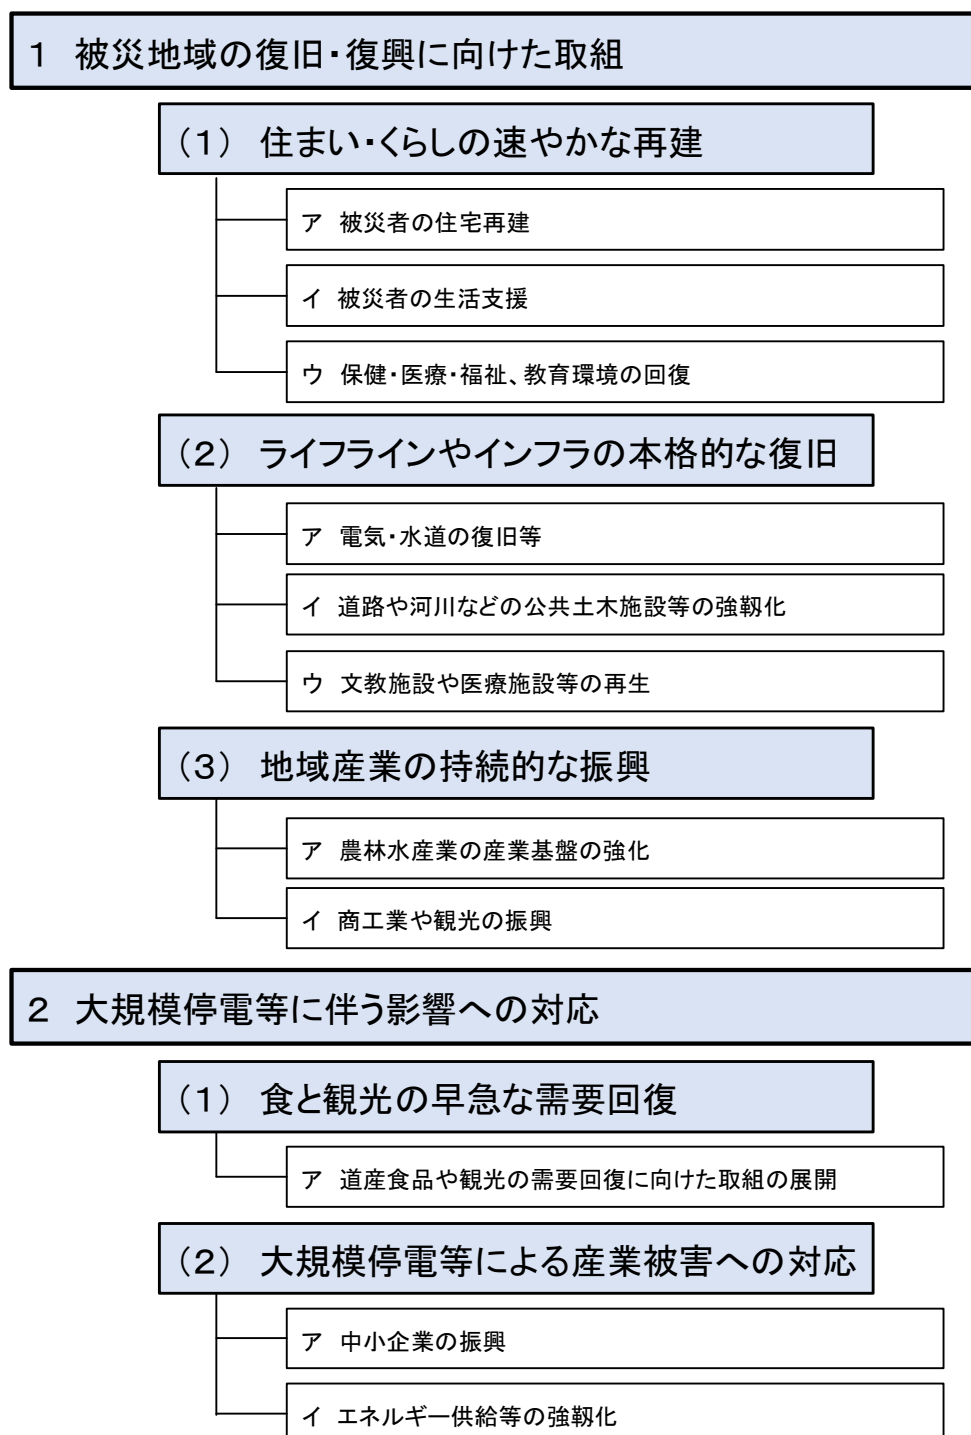 １　被災地域の復旧・復興に向けた取組
（１）　住まい・くらしの速やかな再建
ア　被災者の住宅再建
イ　被災者の生活支援
ウ　保健・医療・福祉、教育環境の回復
（２）　ライフラインやインフラの本格的な復旧
ア　電気・水道の復旧等
イ　道路や河川などの公共土木施設等の強靱化
ウ　文教施設や医療施設等の再生
（３）　地域産業の持続的な振興
ア　農林水産業の産業基盤の強化
イ　商工業や観光の振興
２　大規模停電等に伴う影響への対応
（１）　食と観光の早急な需要回復
ア　道産食品や観光の需要回復に向けた取組の展開
（２）　大規模停電等による産業被害への対応
ア　中小企業の振興
イ　エネルギー供給等の強靱化